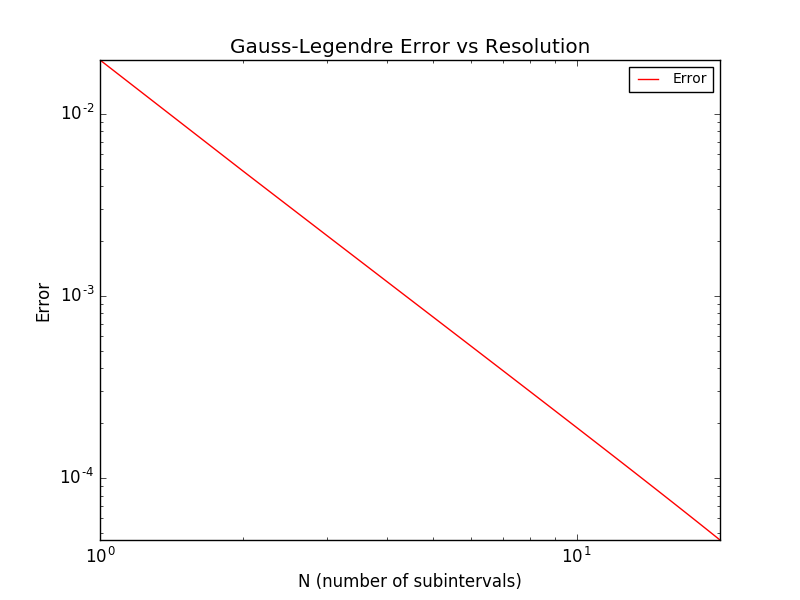 Gauss-Legendre Error vs Resolution
Error
10^-2
10^-3
10^-4
Error
10^0 10^1
N (number of subintervals)